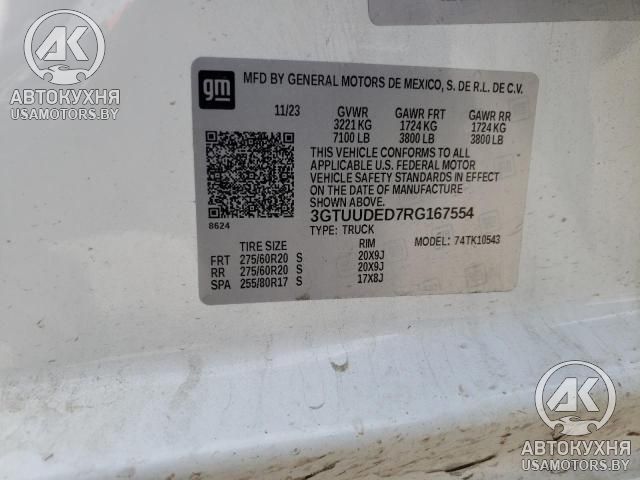 AK
АВТОКУХНЯ
USAMOTORS.BY
gm
MFD BY GENERAL MOTORS DE MEXICO, S. DE R.L. DE C.V.
11/23 GVWR GAWR FRT GAWR RR
3221 KG 1724 KG 1724 KG
7100 LB 3800 LB 3800 LB
THIS VEHICLE CONFORMS TO ALL
APPLICABLE U.S. FEDERAL MOTOR
VEHICLE SAFETY STANDARDS IN EFFECT
ON THE DATE OF MANUFACTURE
SHOWN ABOVE.
3GTUUDED7RG167554
8624
TYPE: TRUCK MODEL: 74TK10543
TIRE SIZE RIM
FRT 275/60R20 S 20X9J
RR 275/60R20 S 20X9J
SPA 255/80R17 S 17X8J
AK
АВТОКУХНЯ
USAMOTORS.BY